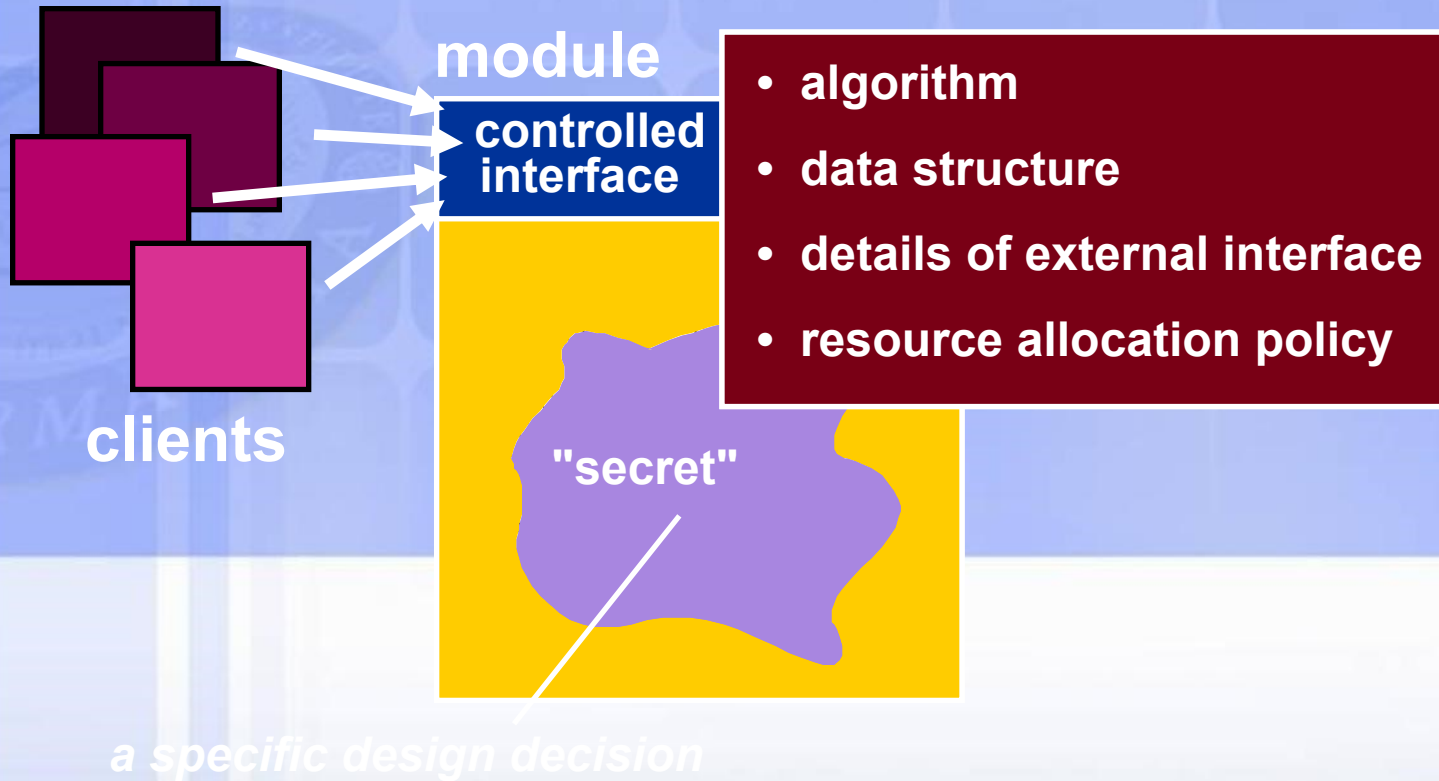 module
controlled
interface
• algorithm
• data structure
• details of external interface
• resource allocation policy
clients
"secret"
a specific design decision